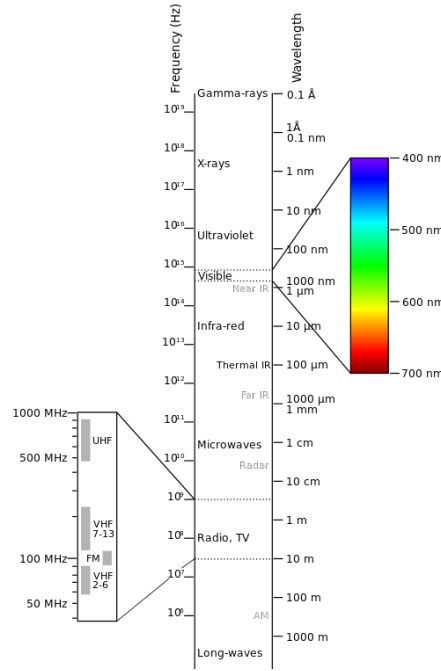 Frequency (Hz)
Wavelength
Gamma-rays
0.1 Å
10¹⁹
1Å
0.1 nm
10¹⁸
X-rays
400 nm
1 nm
10¹⁷
10 nm
10¹⁶
Ultraviolet
500 nm
100 nm
10¹⁵
Visible
1000 nm
Near IR
1 µm
600 nm
10¹⁴
Infra-red
10 µm
10¹³
Thermal IR
100 µm
700 nm
10¹²
Far IR
1000 µm
1 mm
1000 MHz
10¹¹
UHF
Microwaves
1 cm
500 MHz
10¹⁰
Radar
10 cm
10⁹
VHF
7-13
1 m
10⁸
Radio, TV
FM
100 MHz
10 m
VHF
2-6
10⁷
50 MHz
100 m
10⁶
AM
1000 m
Long-waves